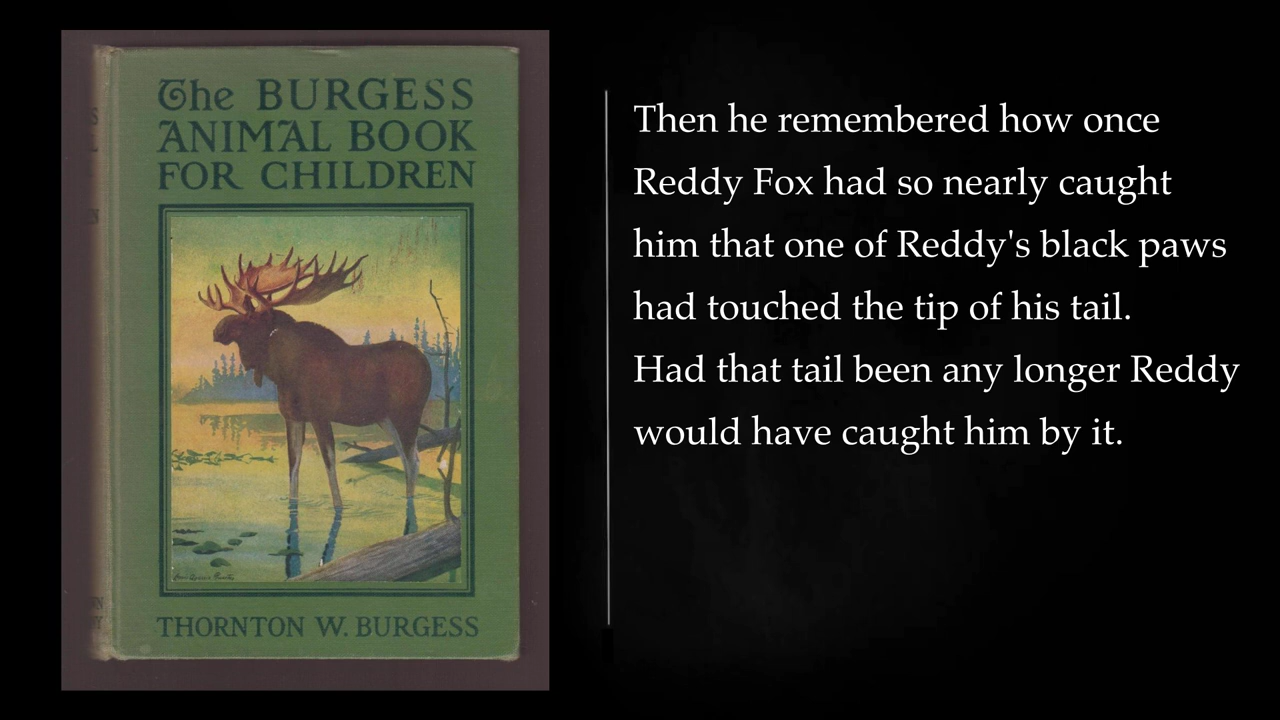 The BURGESS
ANIMAL BOOK
FOR CHILDREN
THORNTON W. BURGESS
Then he remembered how once
Reddy Fox had so nearly caught
him that one of Reddy's black paws
had touched the tip of his tail.
Had that tail been any longer Reddy
would have caught him by it.